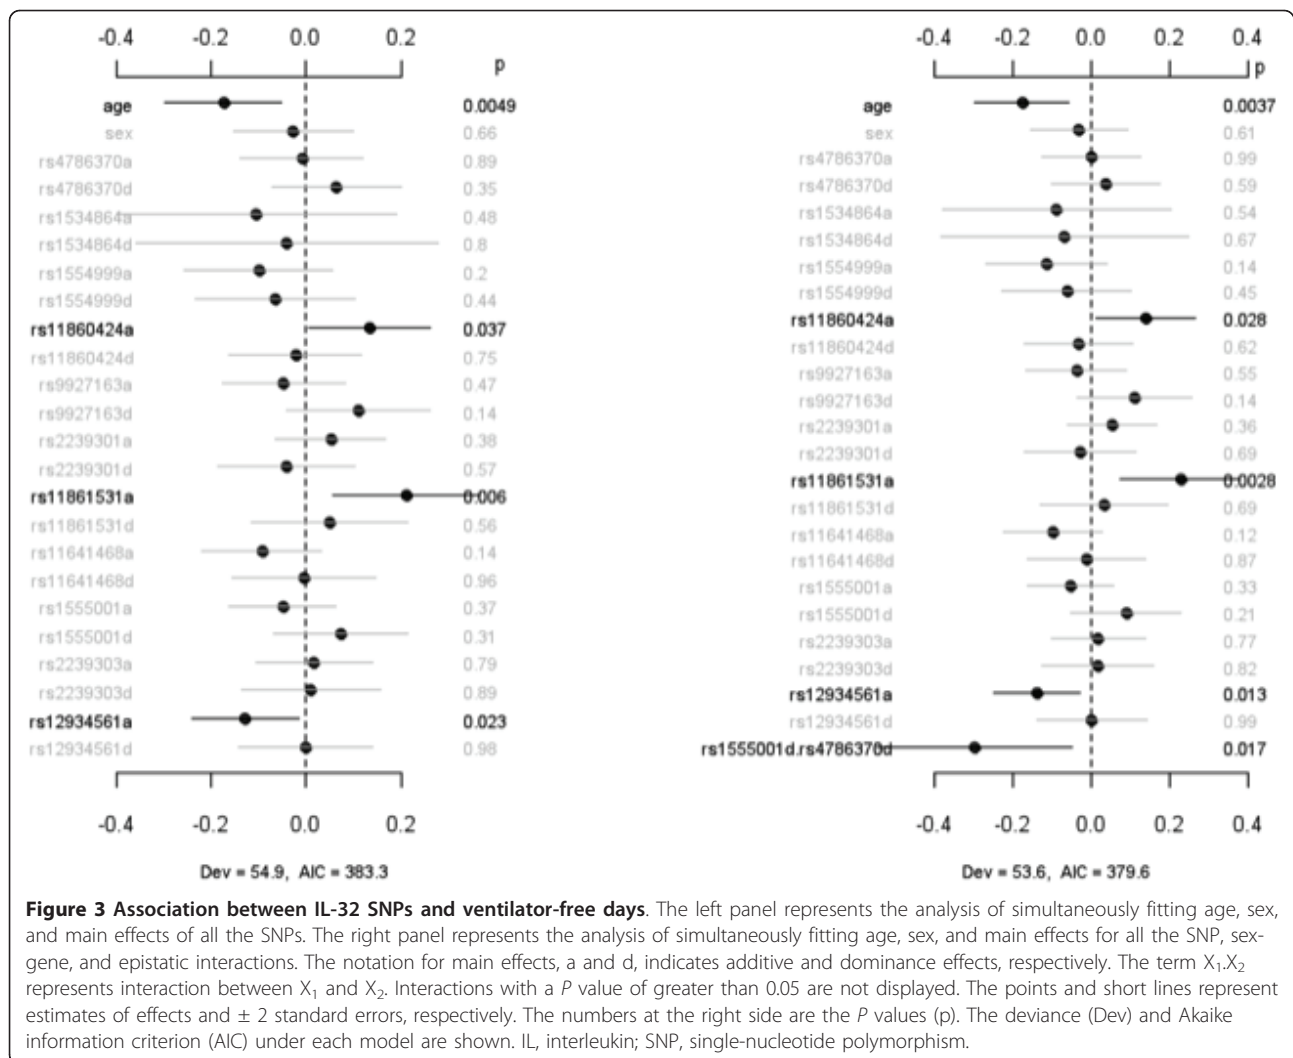 -0.4 -0.2 0.0 0.2
p
age 0.0049
sex 0.66
rs4786370a 0.89
rs4786370d 0.35
rs1534864a 0.48
rs1534864d 0.8
rs1554999a 0.2
rs1554999d 0.44
rs11860424a 0.037
rs11860424d 0.75
rs9927163a 0.47
rs9927163d 0.14
rs2239301a 0.38
rs2239301d 0.57
rs11861531a 0.006
rs11861531d 0.56
rs11641468a 0.14
rs11641468d 0.96
rs1555001a 0.37
rs1555001d 0.31
rs2239303a 0.79
rs2239303d 0.89
rs12934561a 0.023
rs12934561d 0.98
-0.4 -0.2 0.0 0.2
Dev = 54.9, AIC = 383.3
-0.4 -0.2 0.0 0.2 0.4
p
age 0.0037
sex 0.61
rs4786370a 0.99
rs4786370d 0.59
rs1534864a 0.54
rs1534864d 0.67
rs1554999a 0.14
rs1554999d 0.45
rs11860424a 0.028
rs11860424d 0.62
rs9927163a 0.55
rs9927163d 0.14
rs2239301a 0.36
rs2239301d 0.69
rs11861531a 0.0028
rs11861531d 0.69
rs11641468a 0.12
rs11641468d 0.87
rs1555001a 0.33
rs1555001d 0.21
rs2239303a 0.77
rs2239303d 0.82
rs12934561a 0.013
rs12934561d 0.99
rs1555001d.rs4786370d 0.017
-0.4 -0.2 0.0 0.2 0.4
Dev = 53.6, AIC = 379.6
Figure 3 Association between IL-32 SNPs and ventilator-free days. The left panel represents the analysis of simultaneously fitting age, sex,
and main effects of all the SNPs. The right panel represents the analysis of simultaneously fitting age, sex, and main effects for all the SNP, sex-
gene, and epistatic interactions. The notation for main effects, a and d, indicates additive and dominance effects, respectively. The term X₁.X₂
represents interaction between X₁ and X₂. Interactions with a P value of greater than 0.05 are not displayed. The points and short lines represent
estimates of effects and ± 2 standard errors, respectively. The numbers at the right side are the P values (p). The deviance (Dev) and Akaike
information criterion (AIC) under each model are shown. IL, interleukin; SNP, single-nucleotide polymorphism.